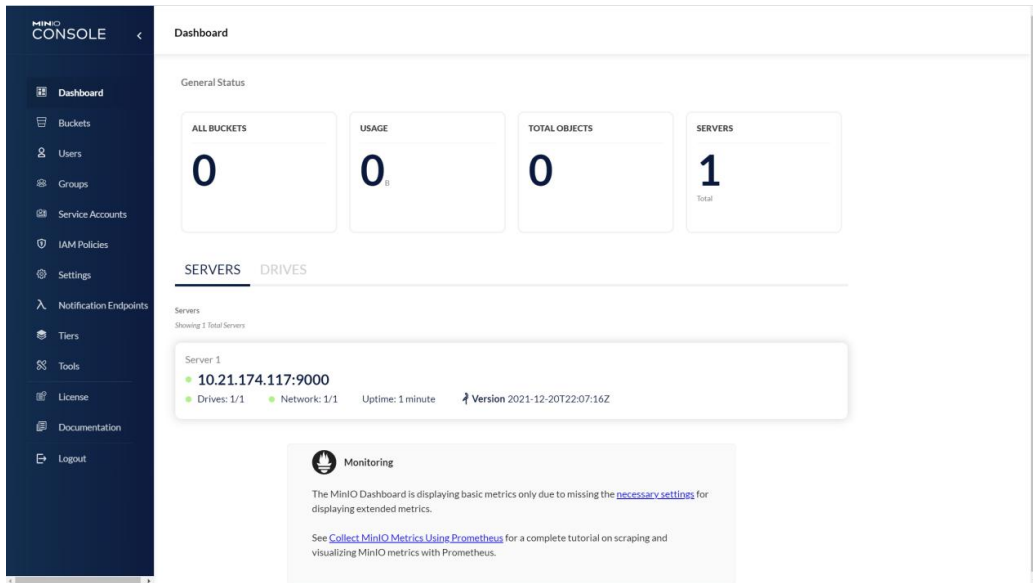 MINIO
CONSOLE
Dashboard
Dashboard
Buckets
Users
Groups
Service Accounts
IAM Policies
Settings
Notification Endpoints
Tiers
Tools
License
Documentation
Logout
General Status
ALL BUCKETS
0
USAGE
0 B
TOTAL OBJECTS
0
SERVERS
1
Total
SERVERS DRIVES
Servers
Showing 1 Total Servers
Server 1
10.21.174.117:9000
Drives: 1/1 Network: 1/1 Uptime: 1 minute Version 2021-12-20T22:07:16Z
Monitoring
The MinIO Dashboard is displaying basic metrics only due to missing the necessary settings for
displaying extended metrics.
See Collect MinIO Metrics Using Prometheus for a complete tutorial on scraping and
visualizing MinIO metrics with Prometheus.